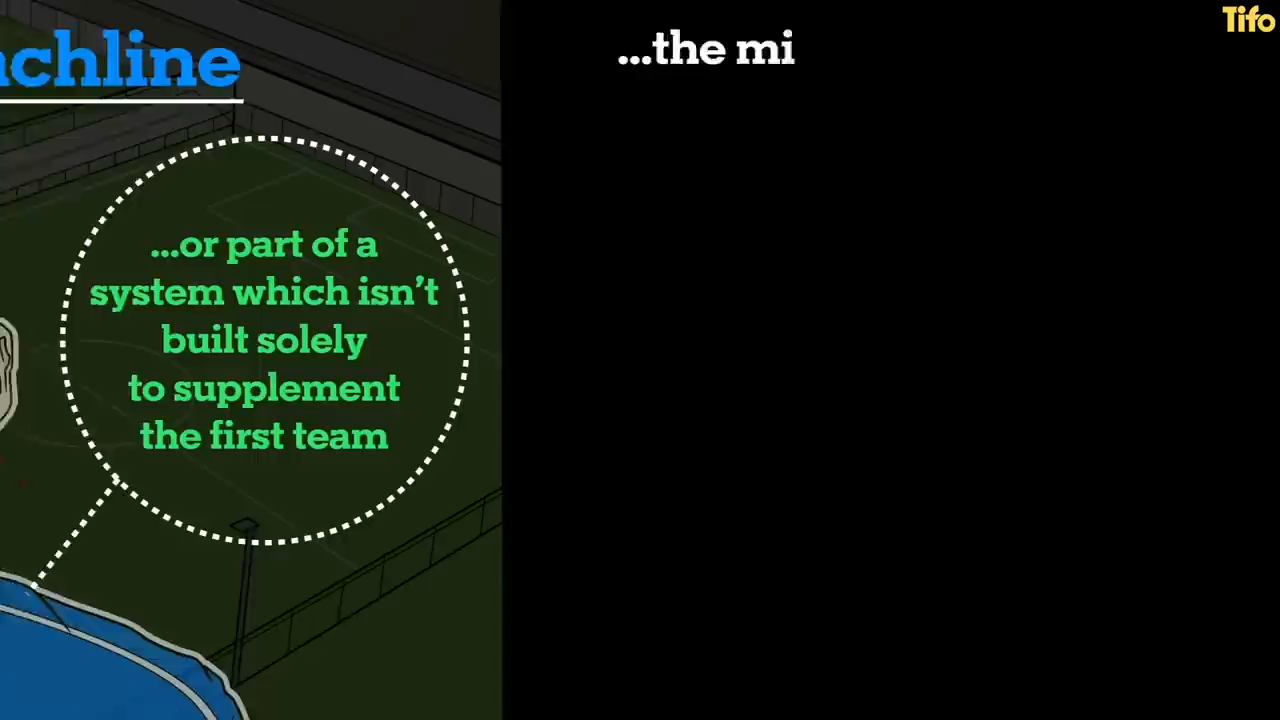 achline
...the mi
Tifo
...or part of a
system which isn’t
built solely
to supplement
the first team